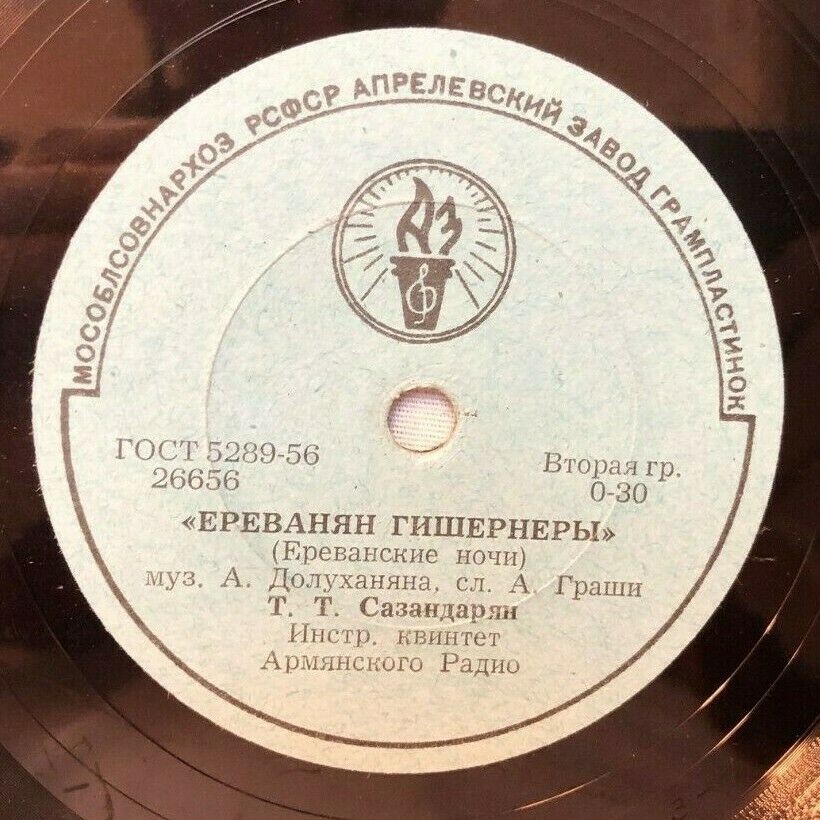 МОСОБЛСОВНАРХОЗ РСФСР АПРЕЛЕВСКИЙ ЗАВОД ГРАМПЛАСТИНОК
АЗ
ГОСТ 5289-56
26656
Вторая гр.
0-30
«ЕРЕВАНЯН ГИШЕРНЕРЫ»
(Ереванские ночи)
муз. А. Долуханяна, сл. А. Граши
Т. Т. Сазандарян
Инстр. квинтет
Армянского Радио